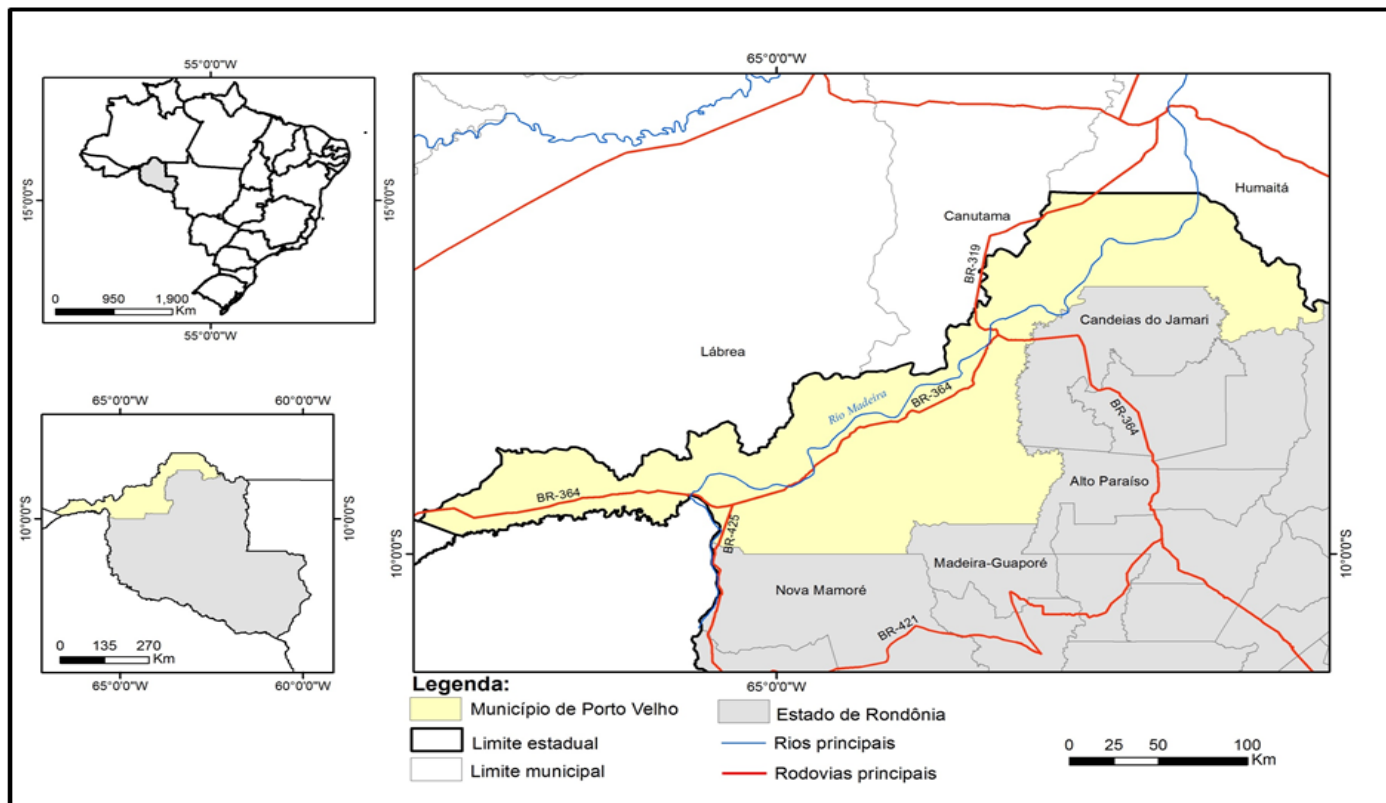 55°0'0"W
15°0'0"S
15°0'0"S
0 950 1,900
Km
55°0'0"W
65°0'0"W 60°0'0"W
10°0'0"S
10°0'0"S
0 135 270
Km
65°0'0"W 60°0'0"W
65°0'0"W
Humaitá
Canutama
BR-319
Candeias do Jamari
Lábrea
Rio Madeira
BR-364
BR-364
Alto Paraíso
BR-364
BR-425
10°0'0"S
10°0'0"S
Madeira-Guaporé
Nova Mamoré
BR-421
65°0'0"W
Legenda:
Município de Porto Velho
Estado de Rondônia
Limite estadual
Rios principais
Limite municipal
Rodovias principais
0 25 50 100
Km